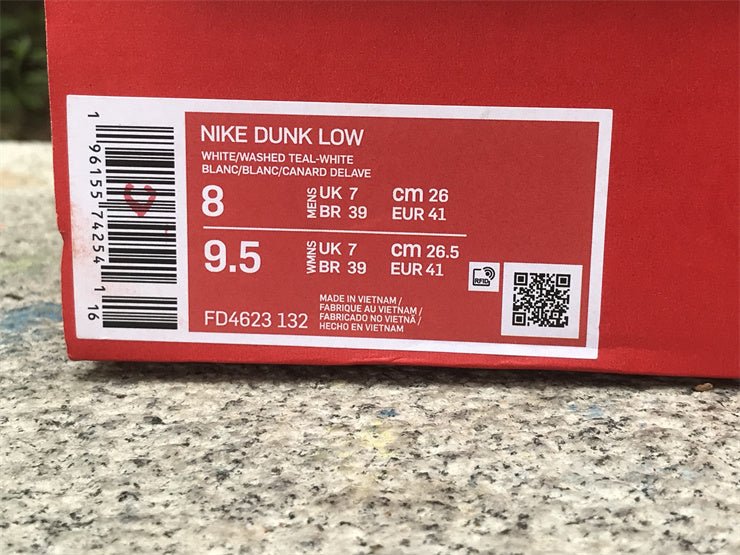 1 96155 74254 1 16
NIKE DUNK LOW
WHITE/WASHED TEAL-WHITE
BLANC/BLANC/CANARD DELAVE
8
MENS
UK 7 cm 26
BR 39 EUR 41
9.5
WMNS
UK 7 cm 26.5
BR 39 EUR 41
RFID
FD4623 132
MADE IN VIETNAM /
FABRIQUE AU VIETNAM /
FABRICADO NO VIETNÃ /
HECHO EN VIETNAM